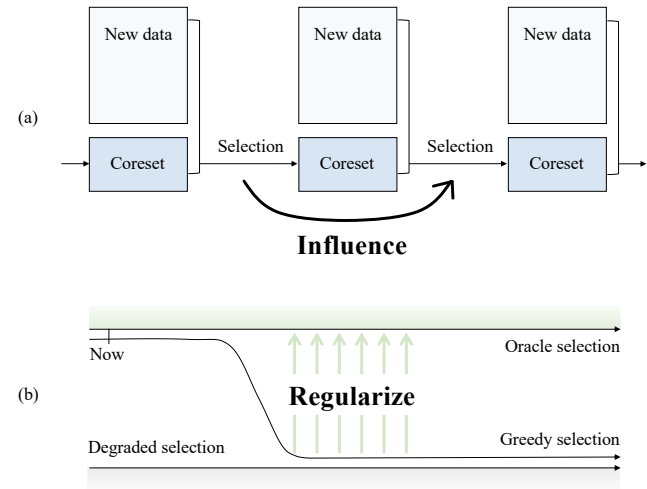 New data
New data
New data
(a)
Selection
Selection
Coreset
Coreset
Coreset
Influence
Now
Oracle selection
(b)
Regularize
Degraded selection
Greedy selection